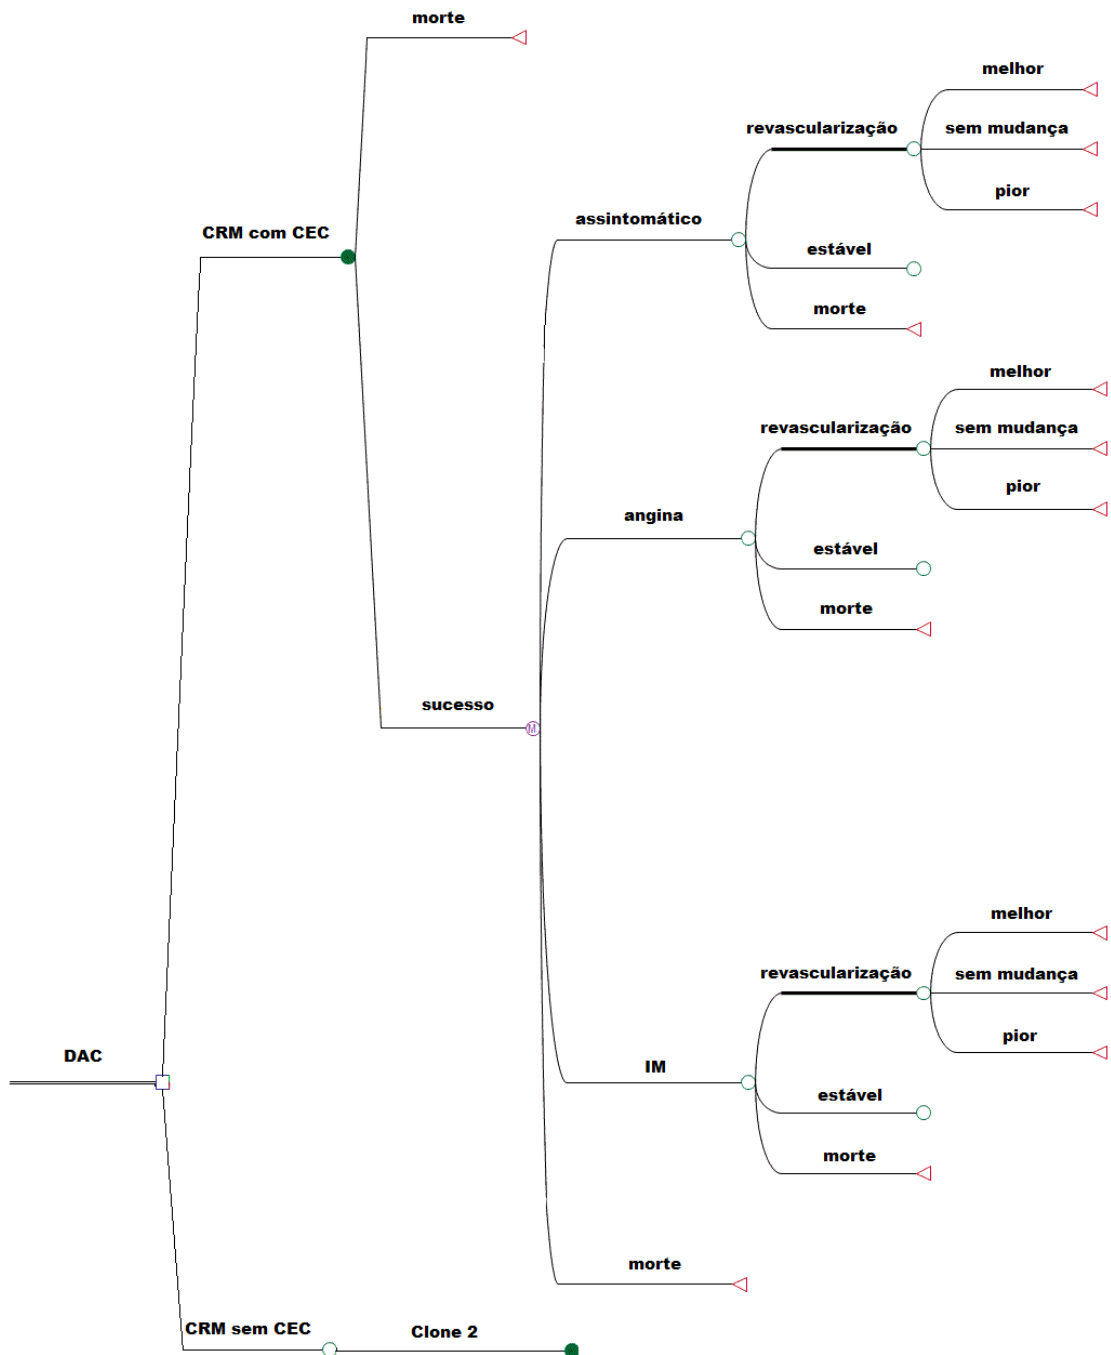 morte
melhor
revascularização
sem mudança
pior
assintomático
CRM com CEC
estável
morte
melhor
revascularização
sem mudança
pior
angina
estável
morte
sucesso
M
melhor
revascularização
sem mudança
pior
DAC
IM
estável
morte
morte
CRM sem CEC
Clone 2